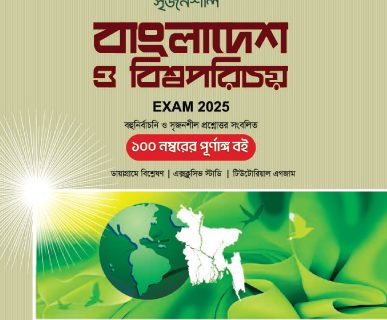 সৃজনশীল
বাংলাদেশ
ও বিশ্বপরিচয়
EXAM 2025
বহুনির্বাচনি ও সৃজনশীল প্রশ্নোত্তর সংবলিত
১০০ নম্বরের পূর্ণাঙ্গ বই
ডায়াগ্রামে বিশ্লেষণ | এক্সক্লুসিভ স্টাডি | টিউটোরিয়াল এগজাম